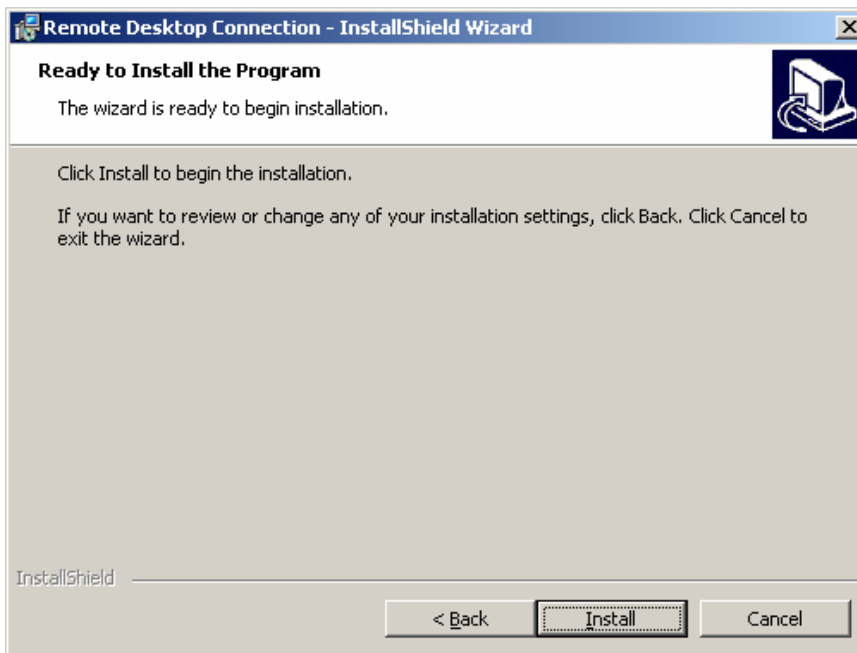 Remote Desktop Connection - InstallShield Wizard
Ready to Install the Program
The wizard is ready to begin installation.
Click Install to begin the installation.
If you want to review or change any of your installation settings, click Back. Click Cancel to
exit the wizard.
InstallShield
< Back
Install
Cancel